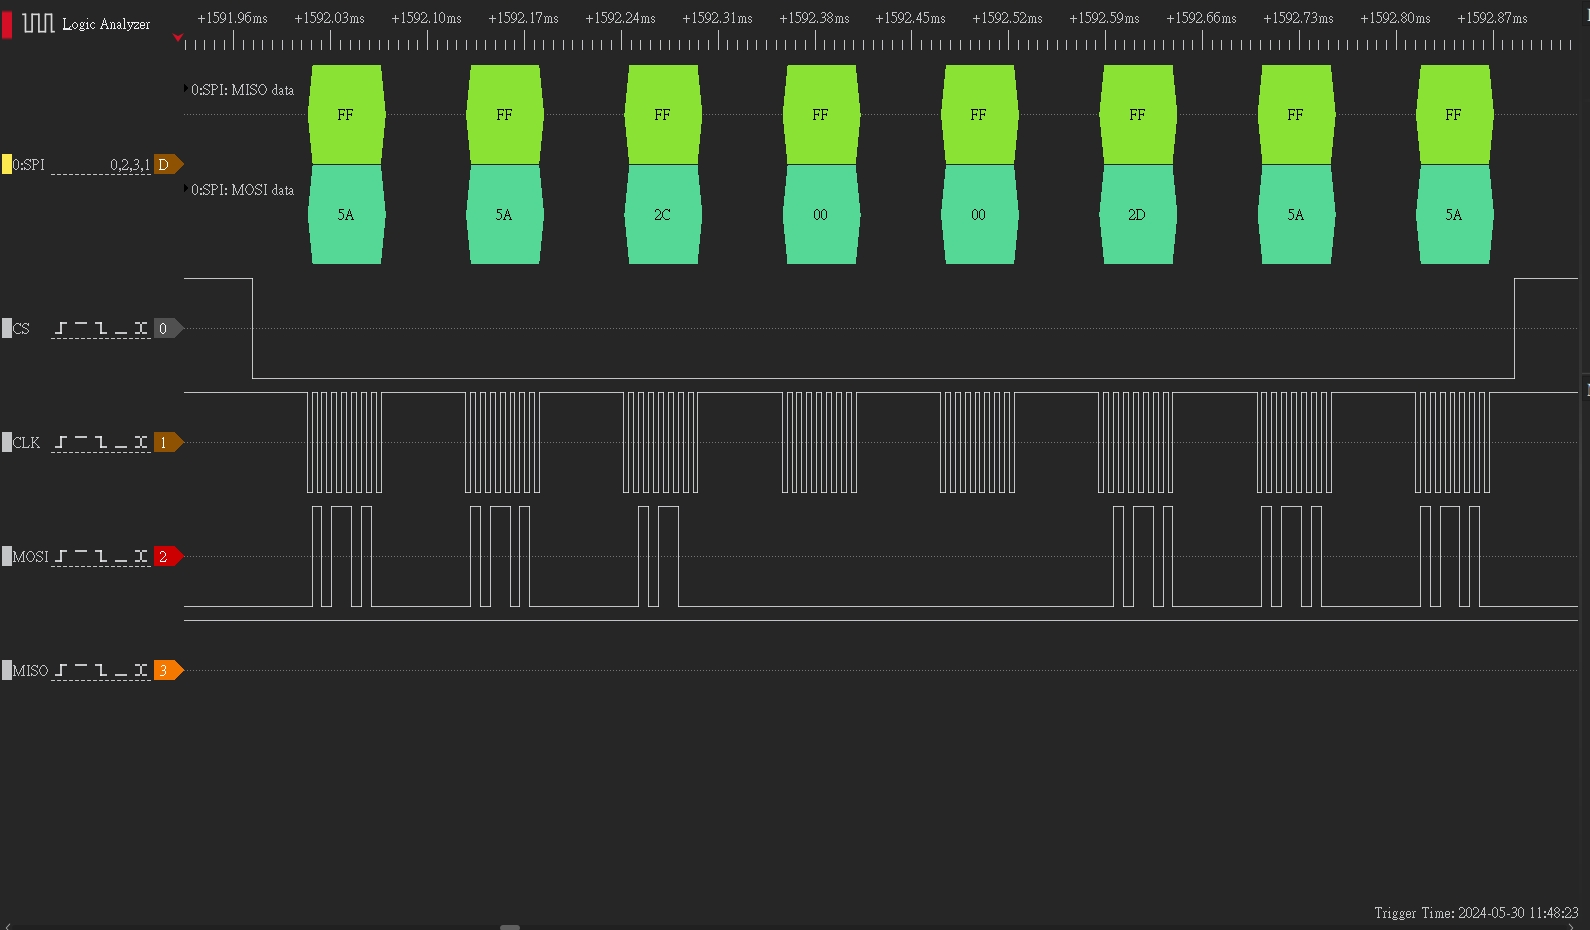 Logic Analyzer
+1591.96ms +1592.03ms +1592.10ms +1592.17ms +1592.24ms +1592.31ms +1592.38ms +1592.45ms +1592.52ms +1592.59ms +1592.66ms +1592.73ms +1592.80ms +1592.87ms
0:SPI: MISO data
FF FF FF FF FF FF FF FF
0:SPI 0,2,3,1 D
0:SPI: MOSI data
5A 5A 2C 00 00 2D 5A 5A
CS 0
CLK 1
MOSI 2
MISO 3
Trigger Time: 2024-05-30 11:48:23